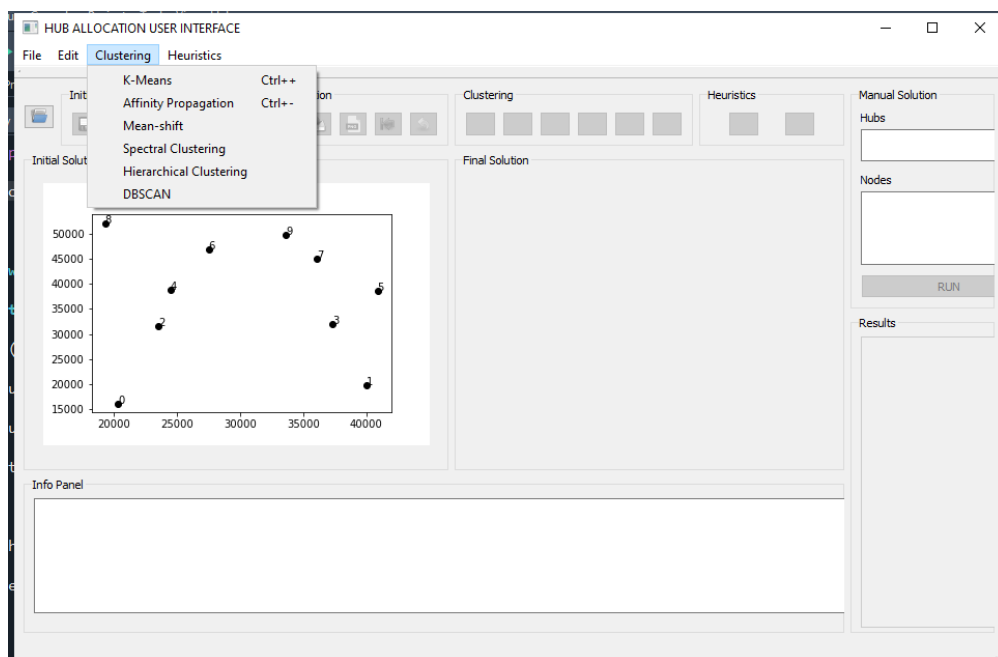 HUB ALLOCATION USER INTERFACE
File Edit Clustering Heuristics
K-Means Ctrl++
Affinity Propagation Ctrl+-
Mean-shift
Spectral Clustering
Hierarchical Clustering
DBSCAN
Clustering
Heuristics
Manual Solution
Hubs
Nodes
RUN
Results
Final Solution
Initial Solut
50000
45000
40000
35000
30000
25000
20000
15000
20000 25000 30000 35000 40000
8
9
6
7
4
5
2
3
1
0
Info Panel